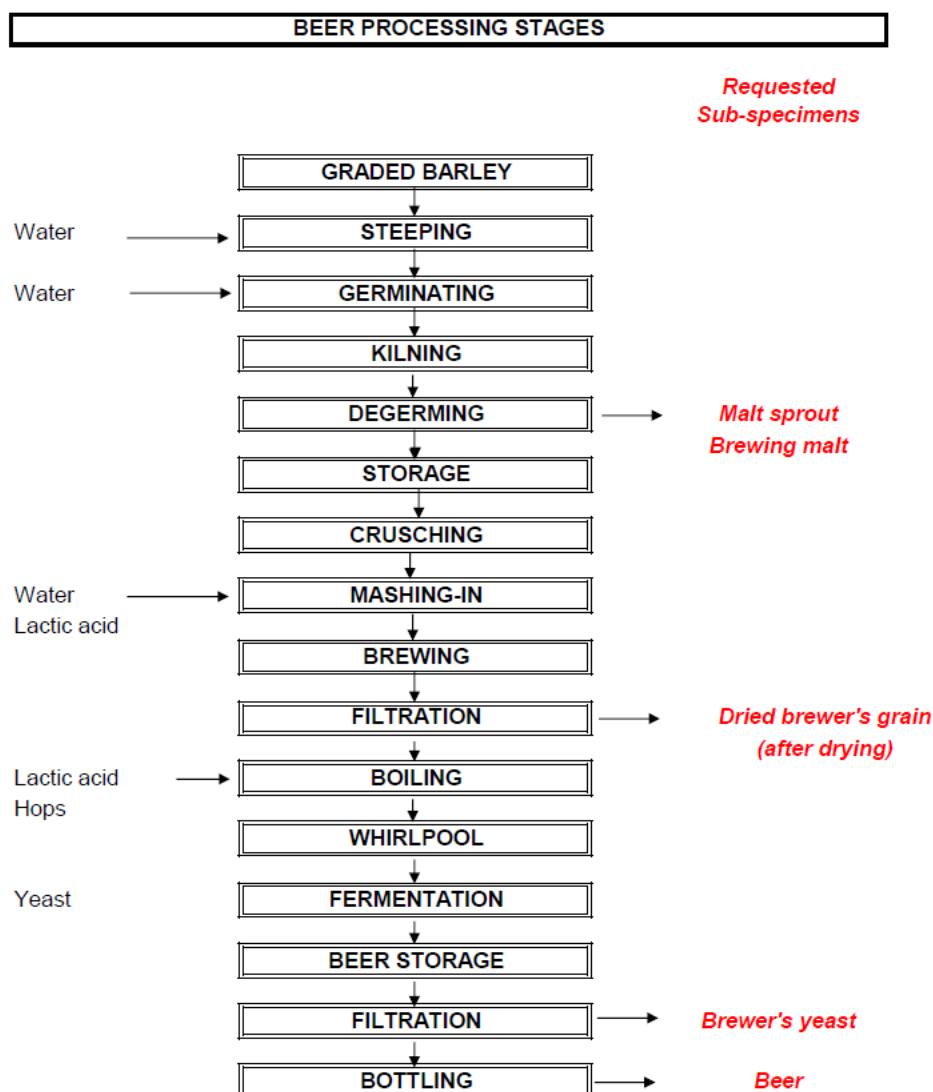 BEER PROCESSING STAGES
Requested
Sub-specimens
GRADED BARLEY
Water
STEEPING
Water
GERMINATING
KILNING
DEGERMING
Malt sprout
Brewing malt
STORAGE
CRUSCHING
Water
Lactic acid
MASHING-IN
BREWING
FILTRATION
Dried brewer's grain
(after drying)
Lactic acid
Hops
BOILING
WHIRLPOOL
Yeast
FERMENTATION
BEER STORAGE
FILTRATION
Brewer's yeast
BOTTLING
Beer